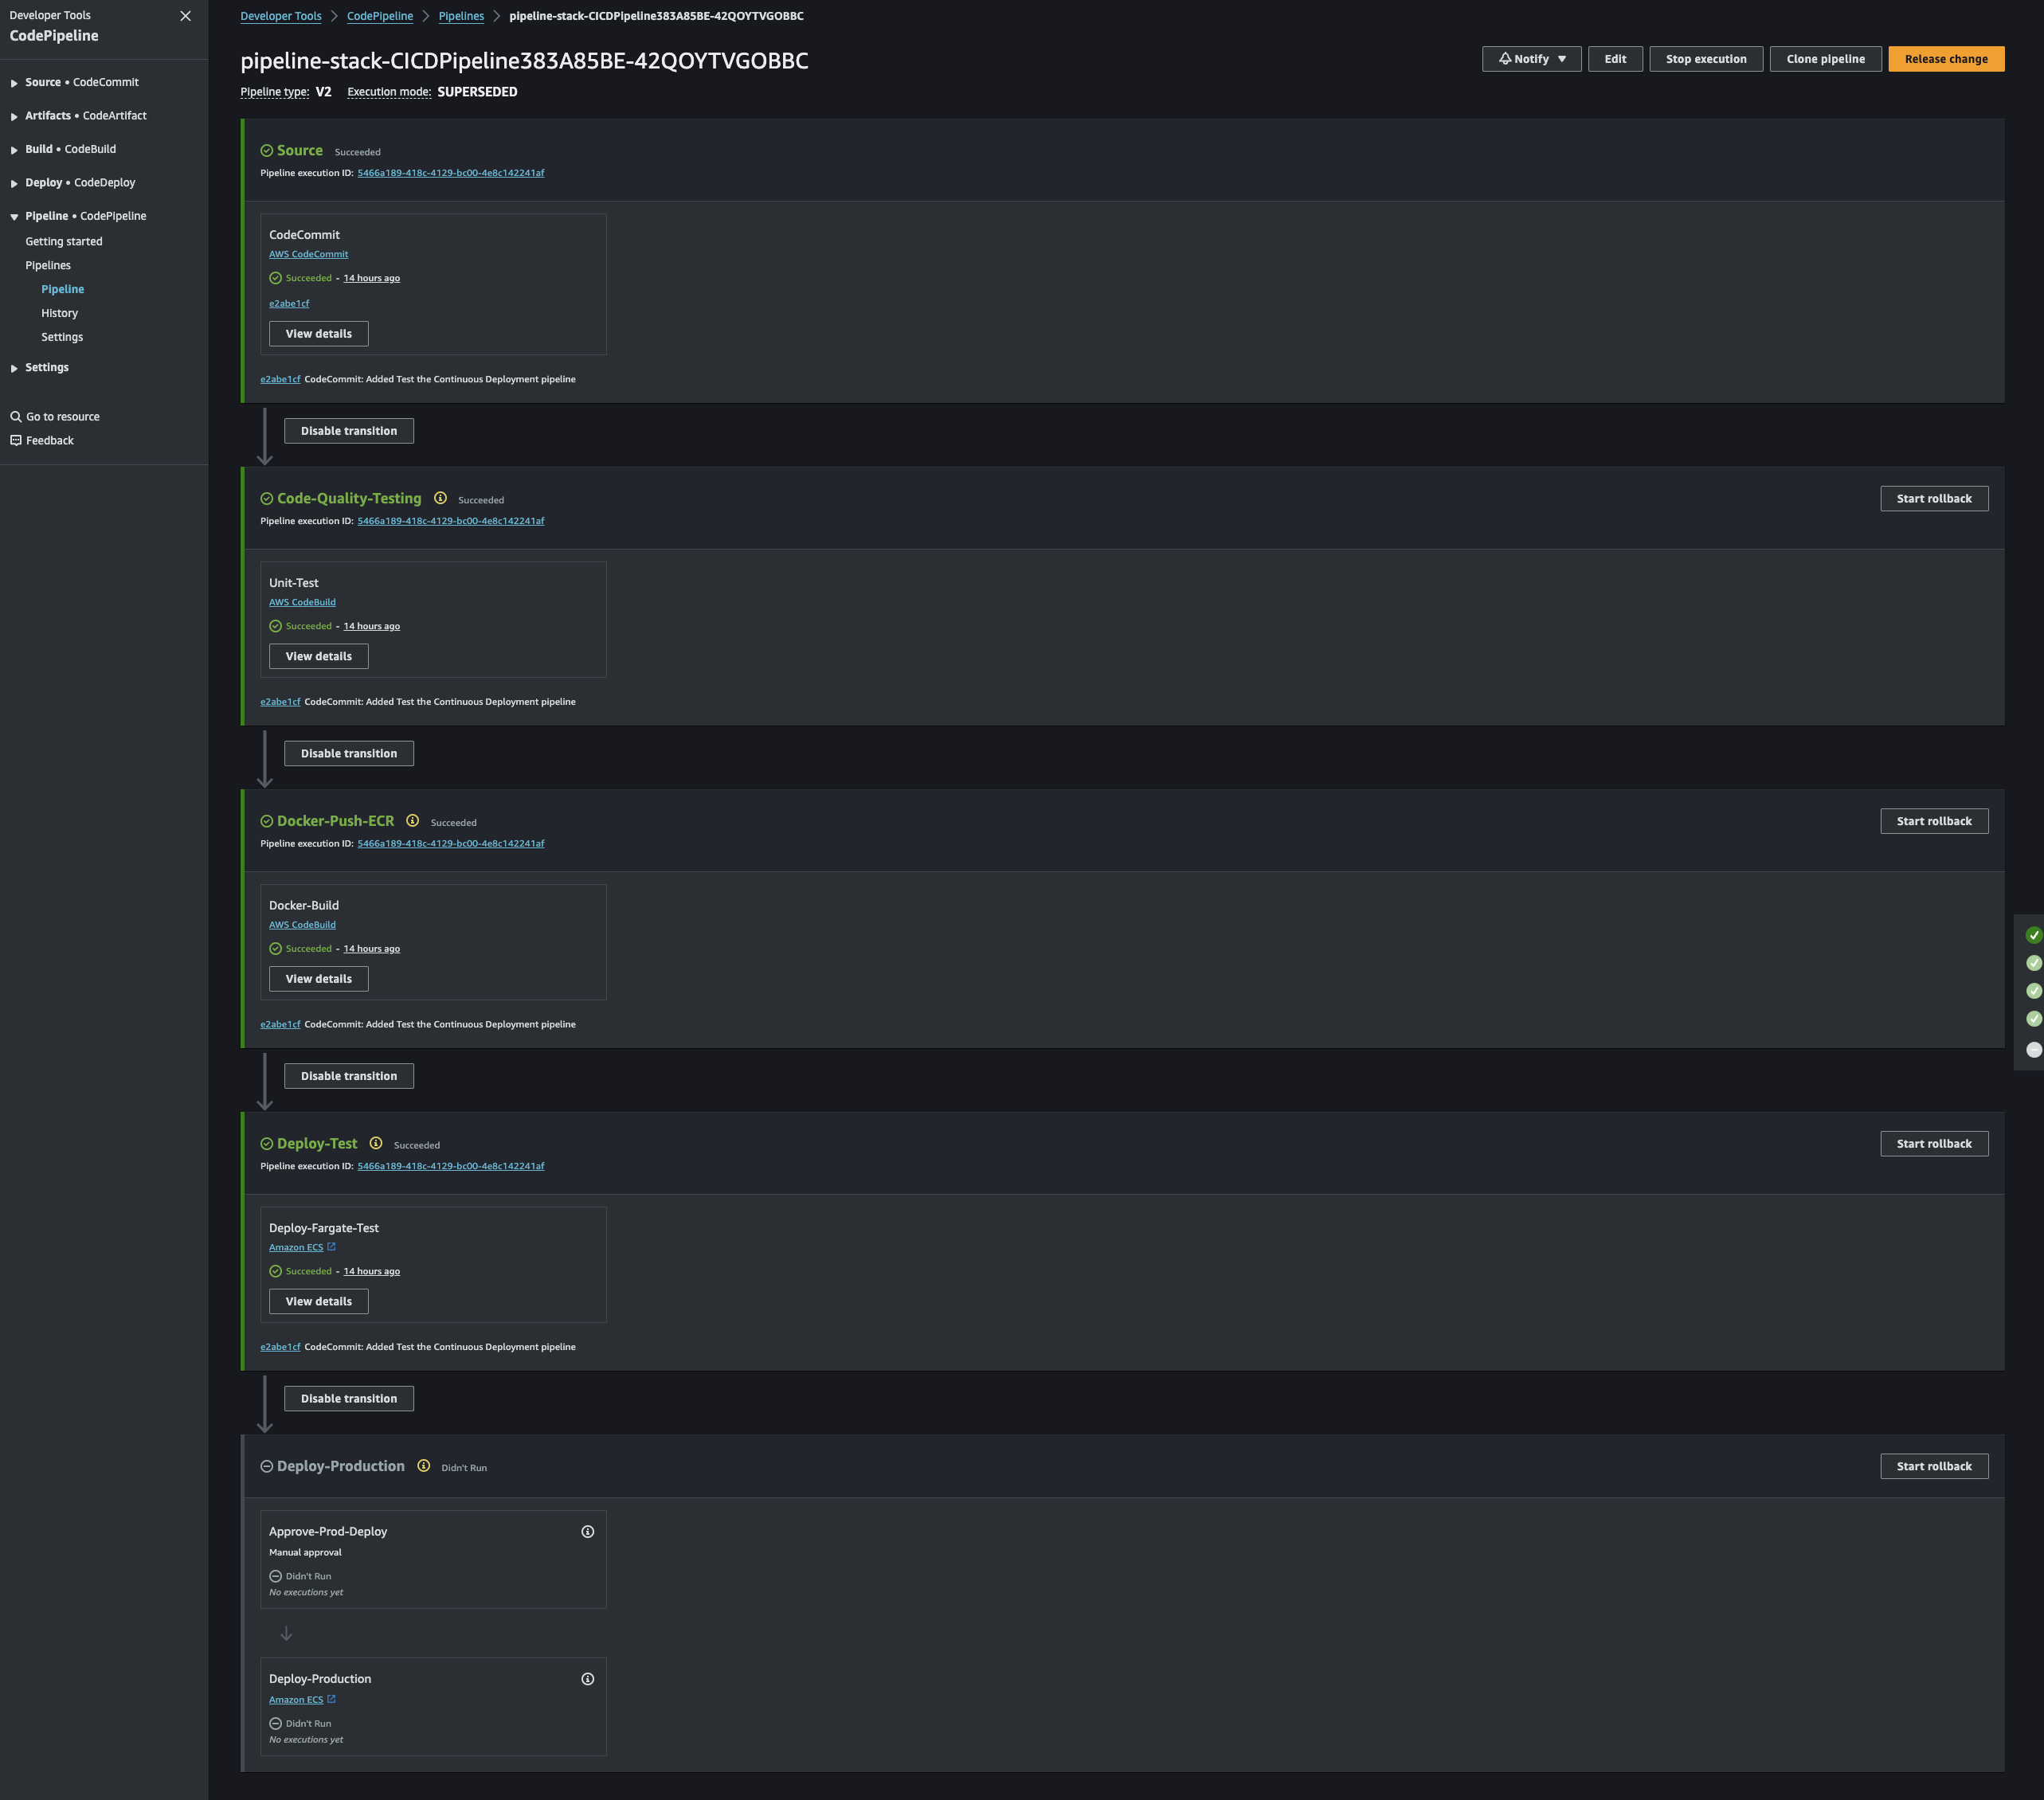 Developer Tools
CodePipeline
Source • CodeCommit
Artifacts • CodeArtifact
Build • CodeBuild
Deploy • CodeDeploy
Pipeline • CodePipeline
Getting started
Pipelines
Pipeline
History
Settings
Settings
Go to resource
Feedback
Developer Tools CodePipeline Pipelines pipeline-stack-CICDPipeline383A85BE-42QOYTVGOBBC
pipeline-stack-CICDPipeline383A85BE-42QOYTVGOBBC
Notify Edit Stop execution Clone pipeline Release change
Pipeline type: V2 Execution mode: SUPERSEDED
Source Succeeded
Pipeline execution ID: 5466a189-418c-4129-bc00-4e8c142241af
CodeCommit
AWS CodeCommit
Succeeded - 14 hours ago
e2abe1cf
View details
e2abe1cf CodeCommit: Added Test the Continuous Deployment pipeline
Disable transition
Code-Quality-Testing Succeeded
Start rollback
Pipeline execution ID: 5466a189-418c-4129-bc00-4e8c142241af
Unit-Test
AWS CodeBuild
Succeeded - 14 hours ago
View details
e2abe1cf CodeCommit: Added Test the Continuous Deployment pipeline
Disable transition
Docker-Push-ECR Succeeded
Start rollback
Pipeline execution ID: 5466a189-418c-4129-bc00-4e8c142241af
Docker-Build
AWS CodeBuild
Succeeded - 14 hours ago
View details
e2abe1cf CodeCommit: Added Test the Continuous Deployment pipeline
Disable transition
Deploy-Test Succeeded
Start rollback
Pipeline execution ID: 5466a189-418c-4129-bc00-4e8c142241af
Deploy-Fargate-Test
Amazon ECS
Succeeded - 14 hours ago
View details
e2abe1cf CodeCommit: Added Test the Continuous Deployment pipeline
Disable transition
Deploy-Production Didn't Run
Start rollback
Approve-Prod-Deploy
Manual approval
Didn't Run
No executions yet
Deploy-Production
Amazon ECS
Didn't Run
No executions yet